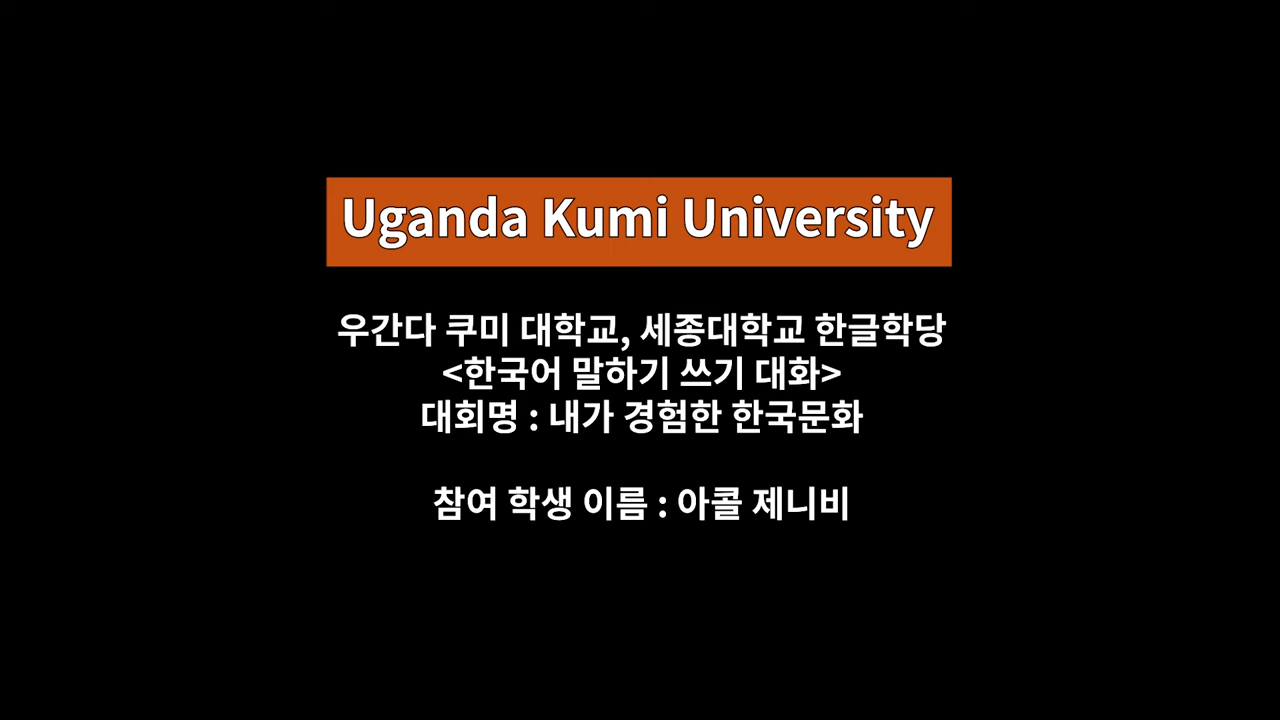 Uganda Kumi University
우간다 쿠미 대학교, 세종대학교 한글학당
<한국어 말하기 쓰기 대화>
대회명 : 내가 경험한 한국문화
참여 학생 이름 : 아콜 제니비